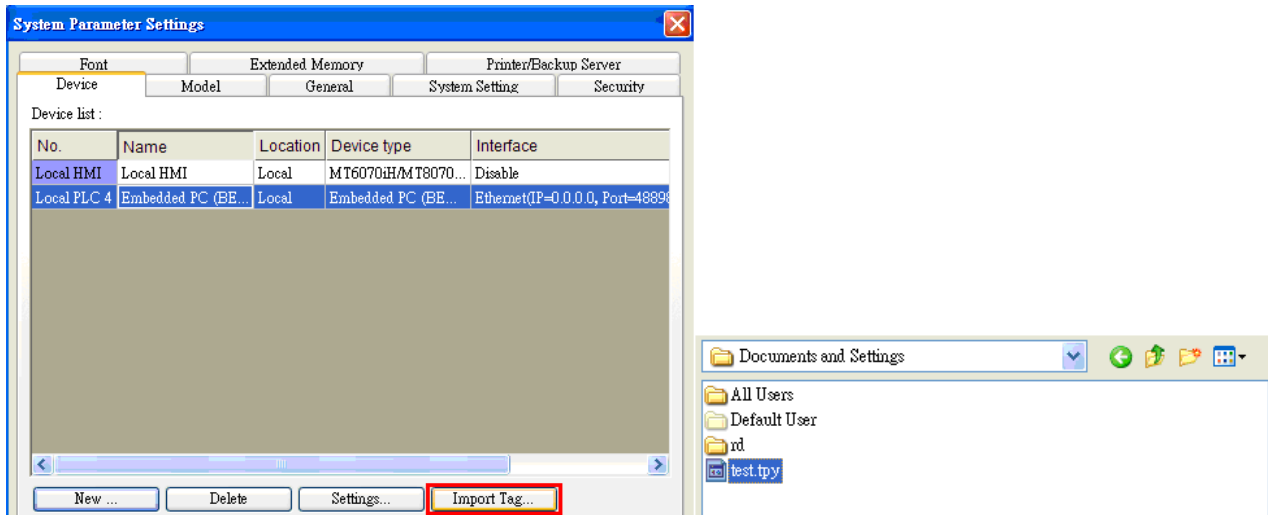 System Parameter Settings
Font Extended Memory Printer/Backup Server
Device Model General System Setting Security
Device list :
No. Name Location Device type Interface
Local HMI Local HMI Local MT6070iH/MT8070... Disable
Local PLC 4 Embedded PC (BE... Local Embedded PC (BE... Ethernet(IP=0.0.0.0, Port=48898
New ... Delete Settings... Import Tag...
Documents and Settings
All Users
Default User
rd
test.tpy